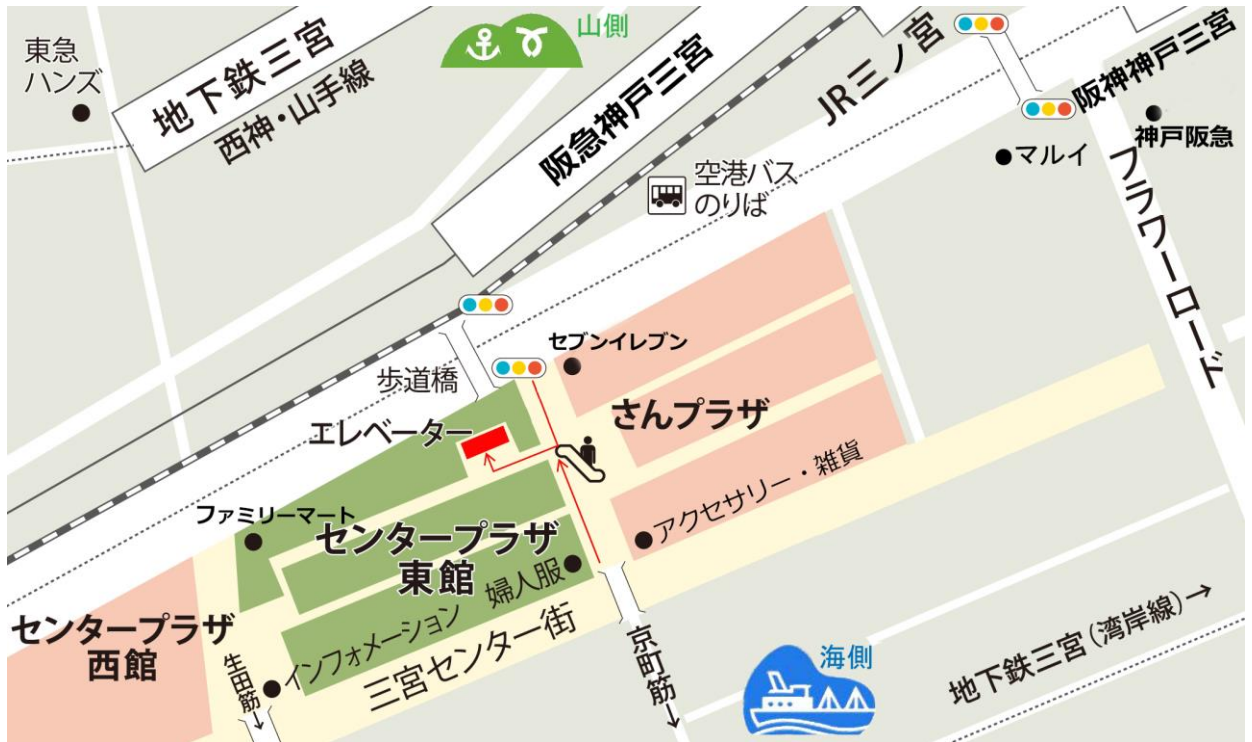 山側
東急
ハンズ
地下鉄三宮
西神・山手線
阪急神戸三宮
JR三ノ宮
阪神神戸三宮
神戸阪急
マルイ
空港バス
のりば
フラワーロード
セブンイレブン
歩道橋
さんプラザ
エレベーター
アクセサリー・雑貨
ファミリーマート
センタープラザ
東館
婦人服
インフォメーション
三宮センター街
センタープラザ
西館
生田筋→
京町筋→
海側
地下鉄三宮(湾岸線)→